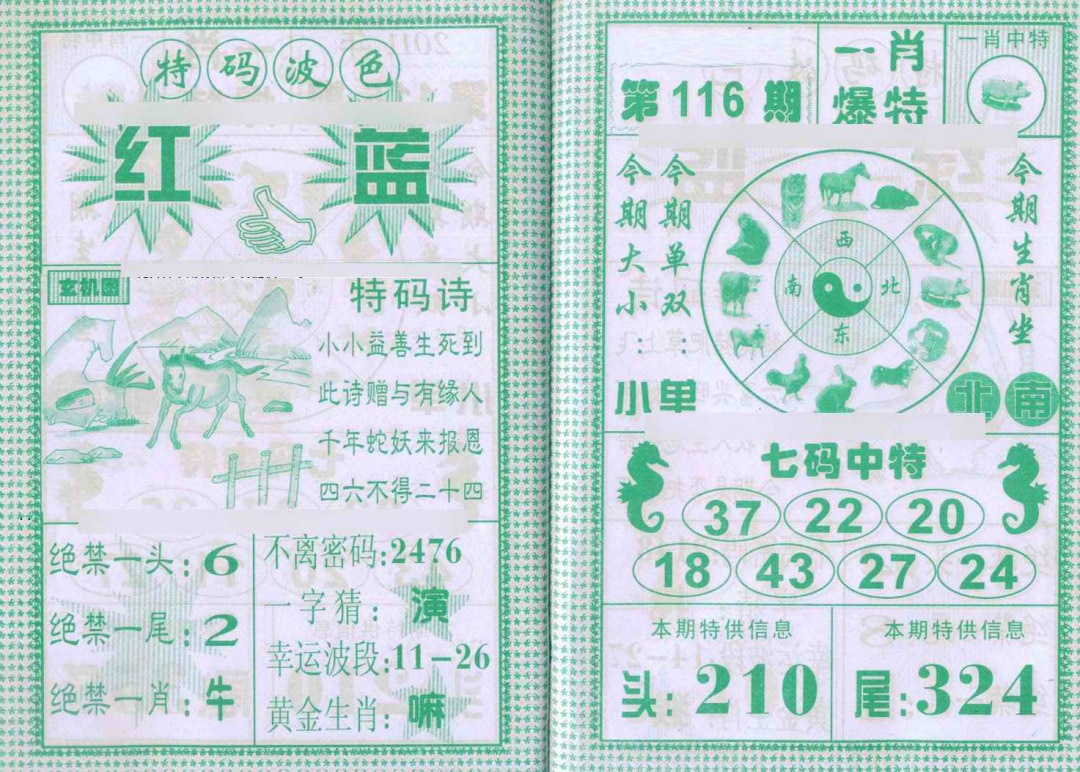 特码波色
红 蓝
玄机图
特码诗
小小益善生死到
此诗赠与有缘人
千年蛇妖来报恩
四六不得二十四
绝禁一头:6
绝禁一尾:2
绝禁一肖:牛
不离密码:2476
一字猜:演
幸运波段:11-26
黄金生肖:嘛
第116期
一肖
爆特
一肖中特
今期大小:小
今期单双:单
西
南 北
东
今期生肖坐
北 南
七码中特
37 22 20
18 43 27 24
本期特供信息
头:210
本期特供信息
尾:324